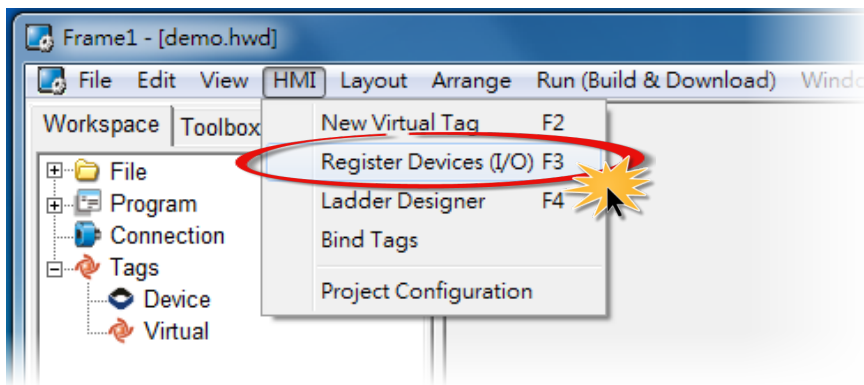 Frame1 - [demo.hwd]
File Edit View HMI Layout Arrange Run (Build & Download)
Workspace Toolbox
New Virtual Tag F2
Register Devices (I/O) F3
Ladder Designer F4
Bind Tags
Project Configuration
File
Program
Connection
Tags
Device
Virtual